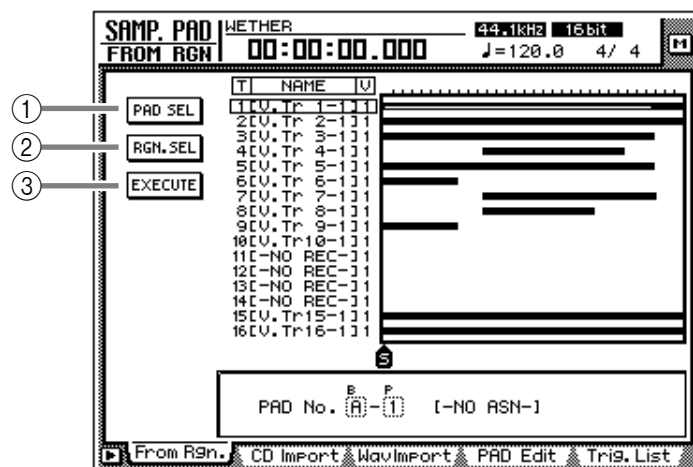 SAMP. PAD WETHER 44.1kHz 16bit
FROM RGN 00:00:00.000 ♩=120.0 4/ 4 M
T NAME V
① PAD SEL
② RGN.SEL
③ EXECUTE
1[V.Tr 1-1]1
2[V.Tr 2-1]1
3[V.Tr 3-1]1
4[V.Tr 4-1]1
5[V.Tr 5-1]1
6[V.Tr 6-1]1
7[V.Tr 7-1]1
8[V.Tr 8-1]1
9[V.Tr 9-1]1
10[V.Tr10-1]1
11[-NO REC-]1
12[-NO REC-]1
13[-NO REC-]1
14[-NO REC-]1
15[V.Tr15-1]1
16[V.Tr16-1]1
S
B P
PAD No. A-1 [-NO ASN-]
From Rgn. CD Import WavImport PAD Edit Trig.List